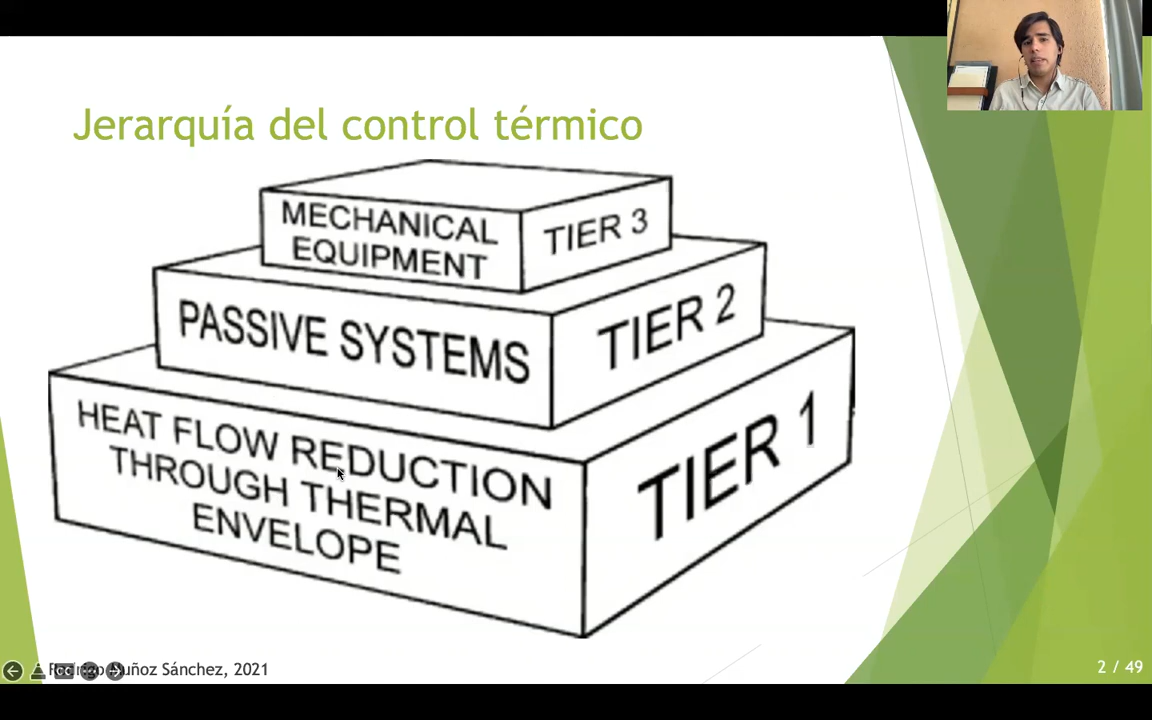 Jerarquía del control térmico
MECHANICAL
EQUIPMENT
TIER 3
PASSIVE SYSTEMS
TIER 2
HEAT FLOW REDUCTION
THROUGH THERMAL
ENVELOPE
TIER 1
Rodrigo Muñoz Sánchez, 2021
2 / 49